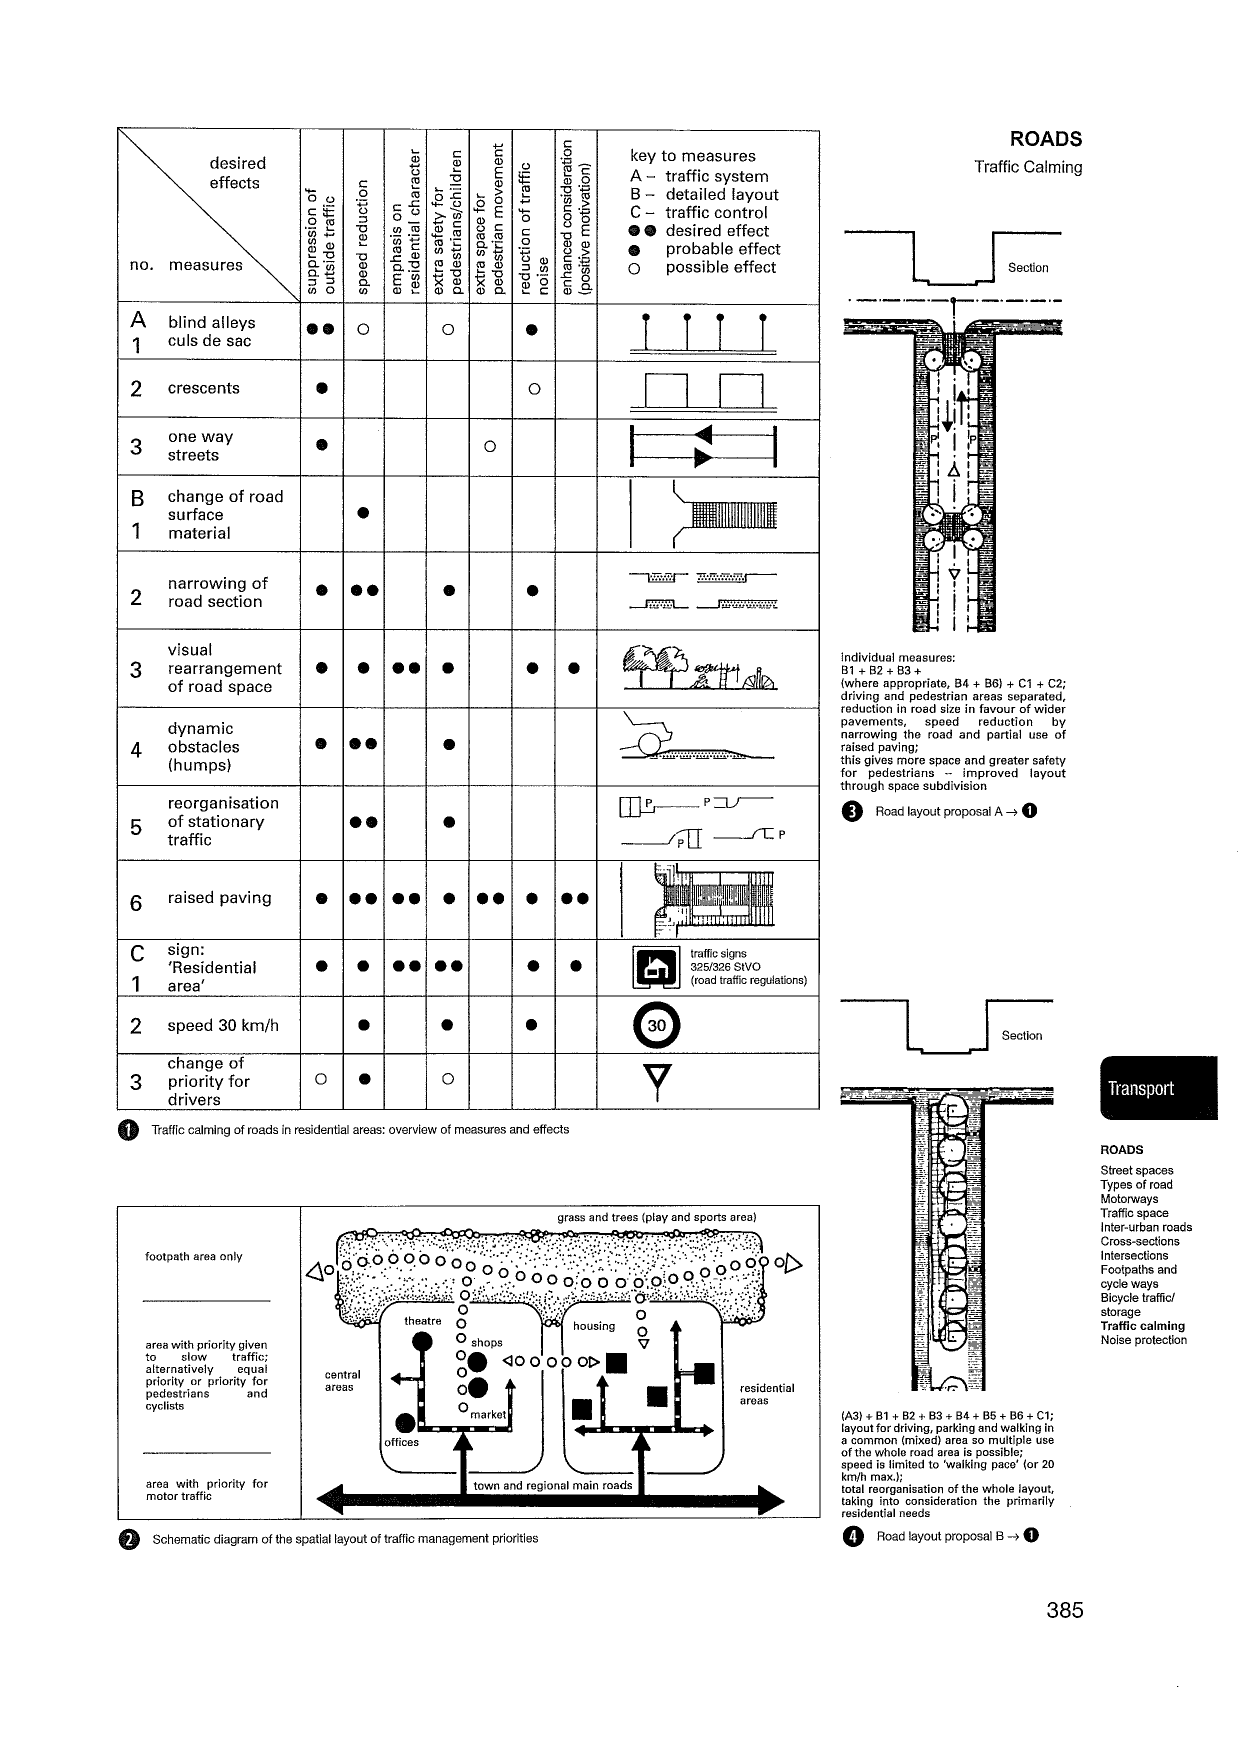 ROADS
Traffic Calming
desired
effects
no. measures
suppression of
outside traffic
speed reduction
emphasis on
residential character
extra safety for
pedestrians/children
extra space for
pedestrian movement
reduction of traffic
noise
enhanced consideration
(positive motivation)
key to measures
A – traffic system
B – detailed layout
C – traffic control
●● desired effect
● probable effect
○ possible effect
A
1
blind alleys
culs de sac
2 crescents
3
one way
streets
B
1
change of road
surface
material
2
narrowing of
road section
3
visual
rearrangement
of road space
4
dynamic
obstacles
(humps)
5
reorganisation
of stationary
traffic
P P
P P
6 raised paving
C
1
sign:
'Residential
area'
traffic signs
325/326 StVO
(road traffic regulations)
2 speed 30 km/h
30
3
change of
priority for
drivers
1 Traffic calming of roads in residential areas: overview of measures and effects
footpath area only
area with priority given
to slow traffic;
alternatively equal
priority or priority for
pedestrians and
cyclists
area with priority for
motor traffic
grass and trees (play and sports area)
theatre
shops
housing
central
areas
market
offices
residential
areas
town and regional main roads
2 Schematic diagram of the spatial layout of traffic management priorities
Section
P P
individual measures:
B1 + B2 + B3 +
(where appropriate, B4 + B6) + C1 + C2;
driving and pedestrian areas separated,
reduction in road size in favour of wider
pavements, speed reduction by
narrowing the road and partial use of
raised paving;
this gives more space and greater safety
for pedestrians – improved layout
through space subdivision
3 Road layout proposal A → 1
Section
(A3) + B1 + B2 + B3 + B4 + B5 + B6 + C1;
layout for driving, parking and walking in
a common (mixed) area so multiple use
of the whole road area is possible;
speed is limited to 'walking pace' (or 20
km/h max.);
total reorganisation of the whole layout,
taking into consideration the primarily
residential needs
4 Road layout proposal B → 1
Transport
ROADS
Street spaces
Types of road
Motorways
Traffic space
Inter-urban roads
Cross-sections
Intersections
Footpaths and
cycle ways
Bicycle traffic/
storage
Traffic calming
Noise protection
385